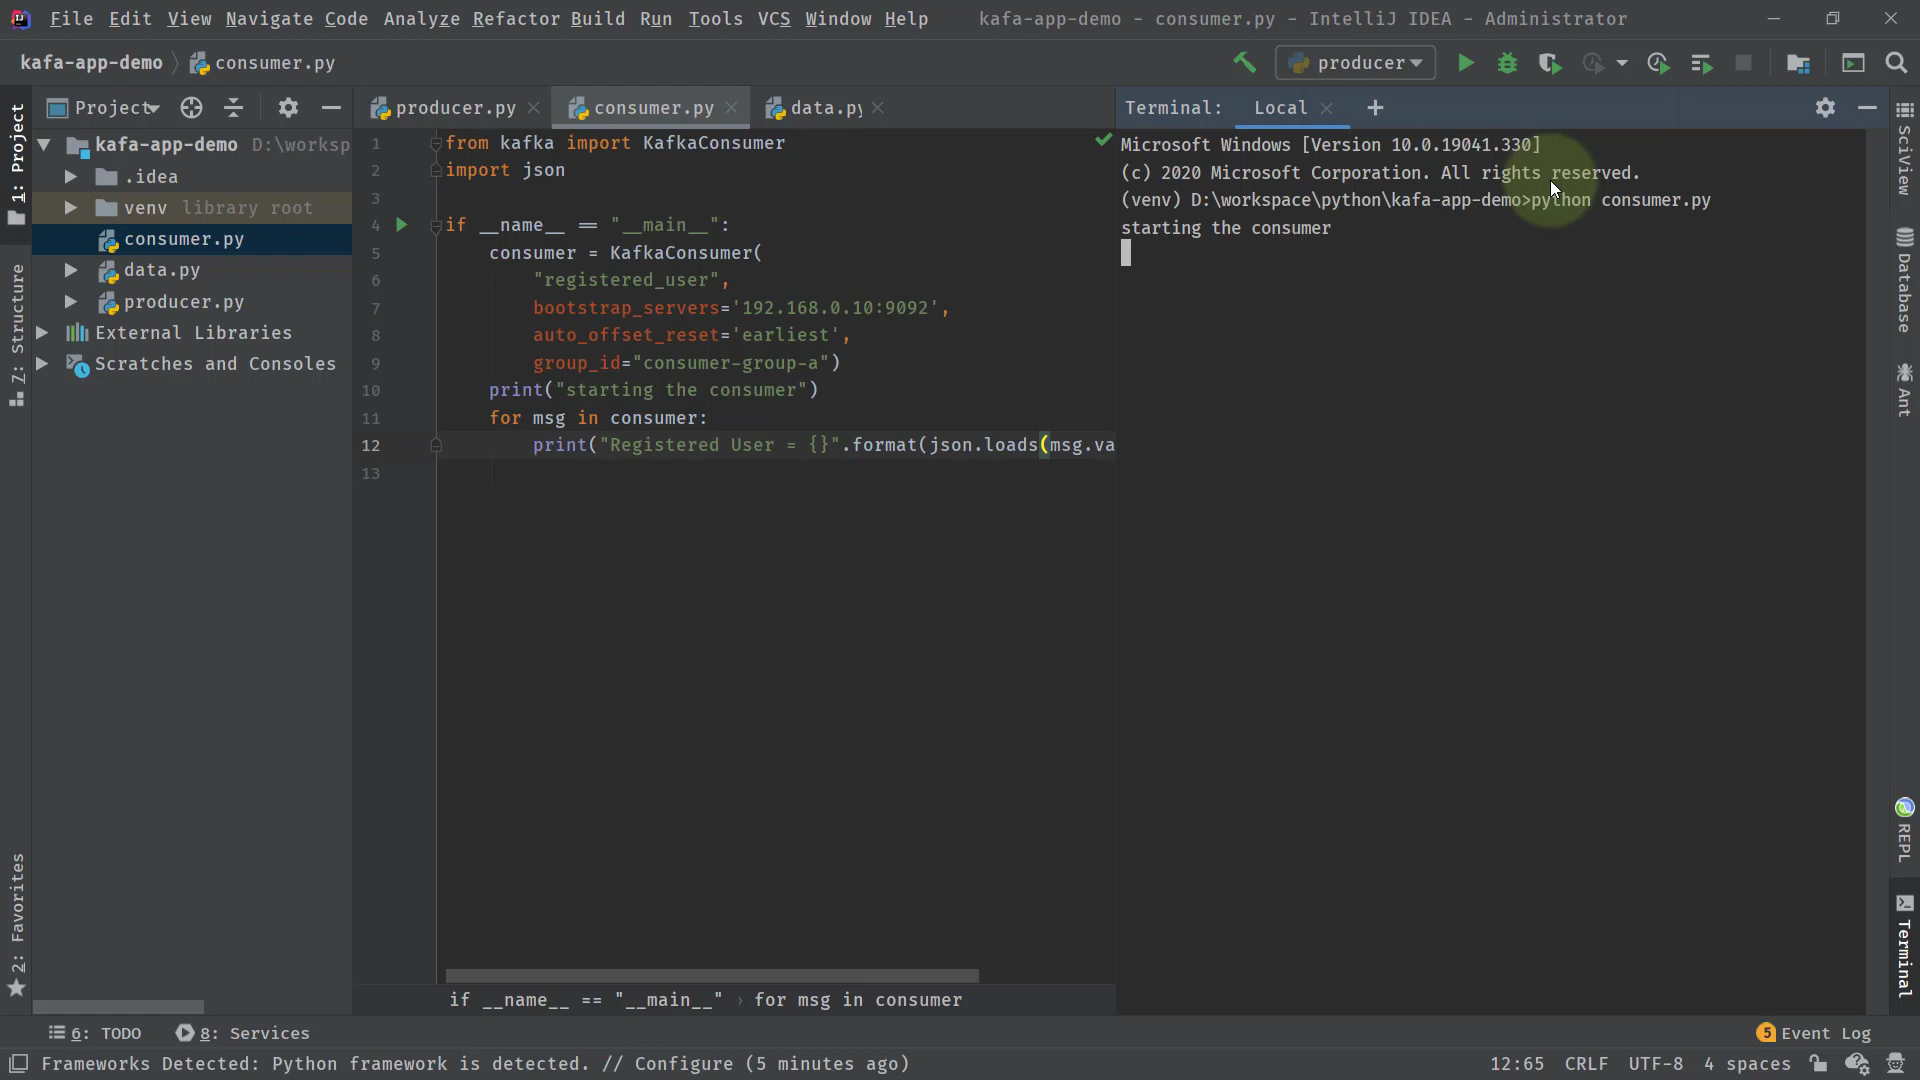 File Edit View Navigate Code Analyze Refactor Build Run Tools VCS Window Help kafa-app-demo - consumer.py - IntelliJ IDEA - Administrator
kafa-app-demo consumer.py
producer
1: Project
Z: Structure
2: Favorites
Project
kafa-app-demo D:\worksp
.idea
venv library root
consumer.py
data.py
producer.py
External Libraries
Scratches and Consoles
producer.py consumer.py data.py
1 from kafka import KafkaConsumer
2 import json
3
4 if __name__ == "__main__":
5 consumer = KafkaConsumer(
6 "registered_user",
7 bootstrap_servers='192.168.0.10:9092',
8 auto_offset_reset='earliest',
9 group_id="consumer-group-a")
10 print("starting the consumer")
11 for msg in consumer:
12 print("Registered User = {}".format(json.loads(msg.va
13
if __name__ == "__main__" › for msg in consumer
Terminal: Local
Microsoft Windows [Version 10.0.19041.330]
(c) 2020 Microsoft Corporation. All rights reserved.
(venv) D:\workspace\python\kafa-app-demo>python consumer.py
starting the consumer
SciView
Database
Ant
REPL
Terminal
6: TODO 8: Services
5 Event Log
Frameworks Detected: Python framework is detected. // Configure (5 minutes ago)
12:65 CRLF UTF-8 4 spaces